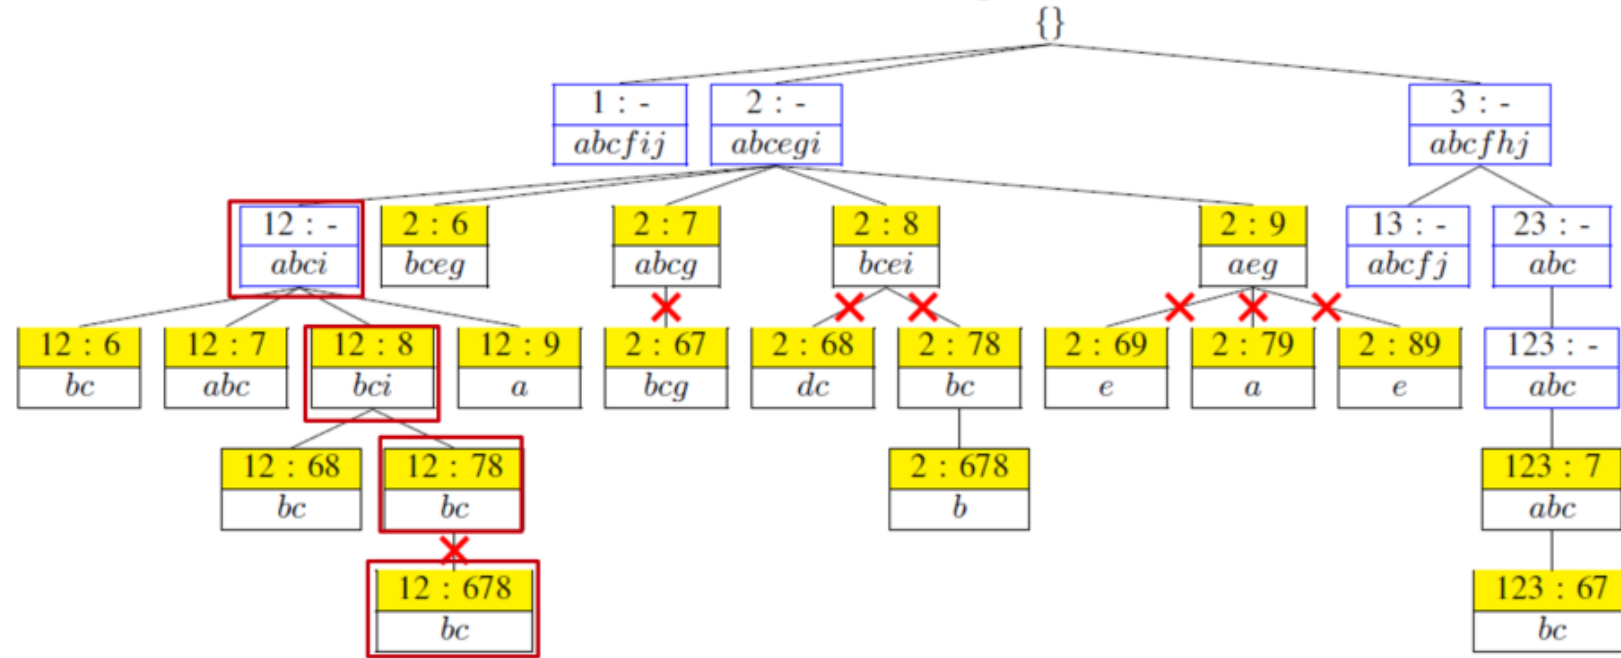 {}
1 : -
abcfij
2 : -
abcegi
3 : -
abcfhj
12 : -
abci
2 : 6
bceg
2 : 7
abcg
2 : 8
bcei
2 : 9
aeg
13 : -
abcfj
23 : -
abc
12 : 6
bc
12 : 7
abc
12 : 8
bci
12 : 9
a
2 : 67
bcg
2 : 68
dc
2 : 78
bc
2 : 69
e
2 : 79
a
2 : 89
e
123 : -
abc
12 : 68
bc
12 : 78
bc
2 : 678
b
123 : 7
abc
12 : 678
bc
123 : 67
bc